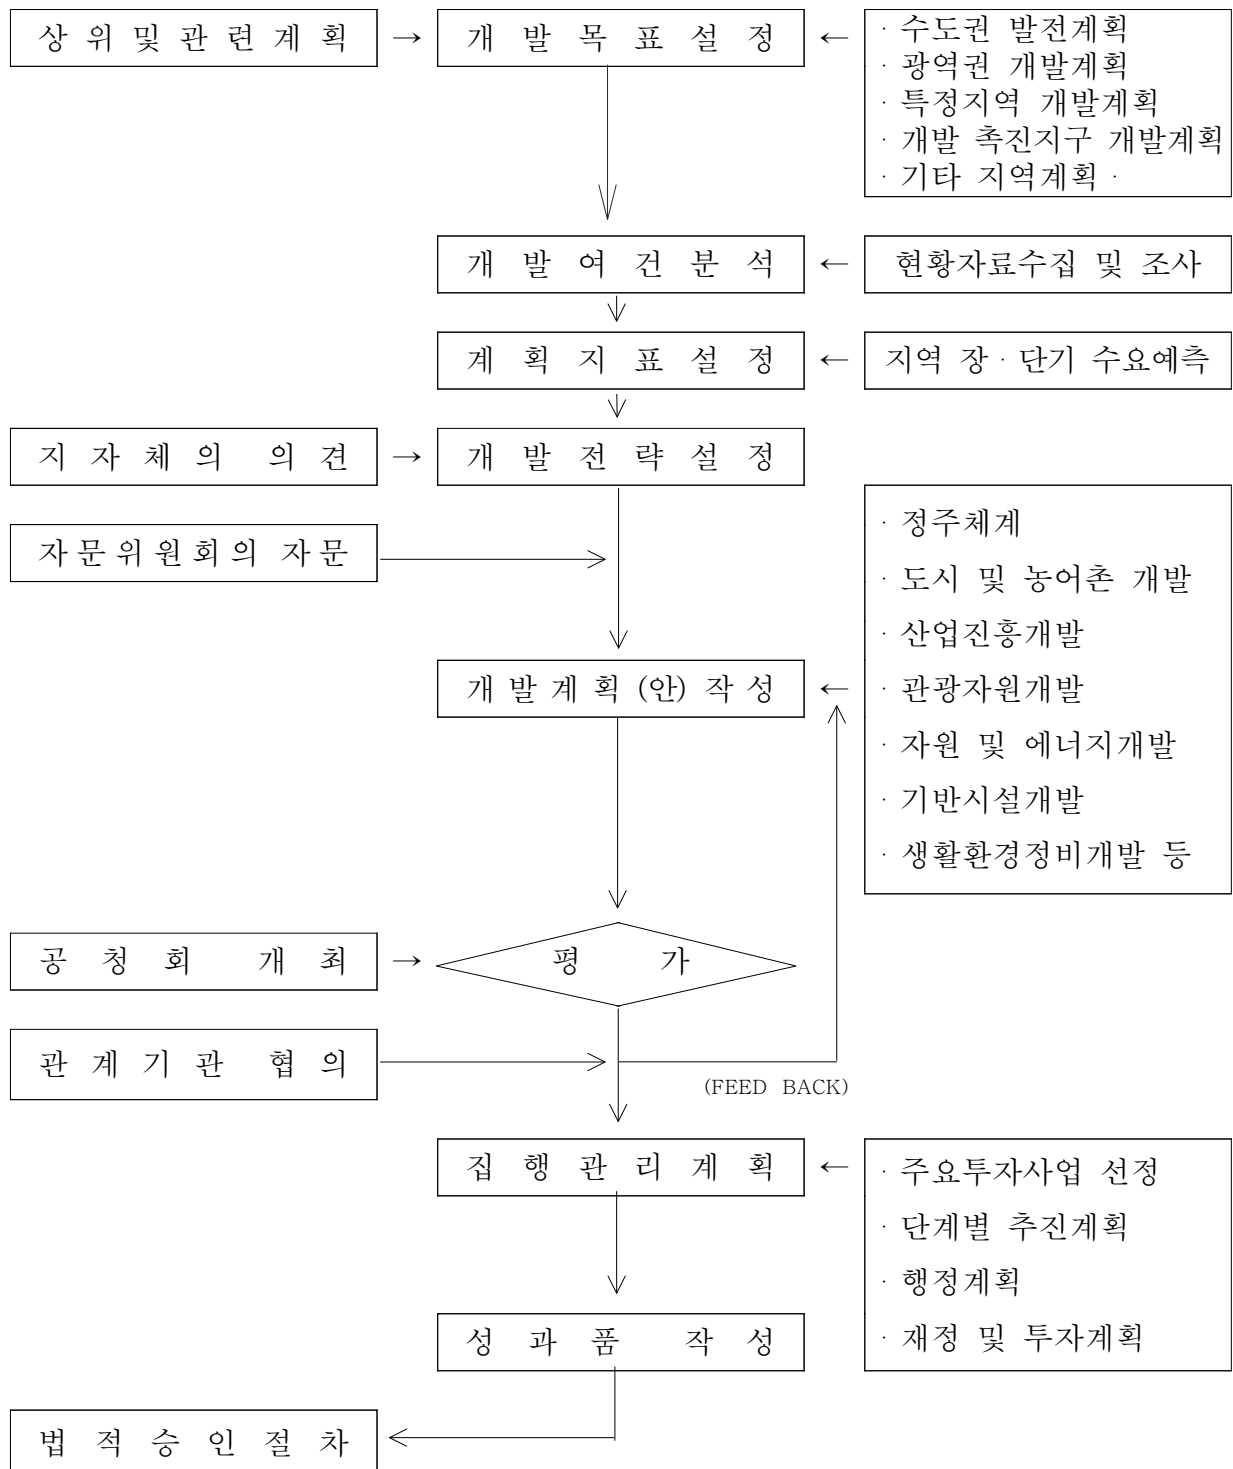 상위및관련계획 → 개발목표설정 ←
· 수도권 발전계획
· 광역권 개발계획
· 특정지역 개발계획
· 개발 촉진지구 개발계획
· 기타 지역계획 ·
개발여건분석 ← 현황자료수집 및 조사
계획지표설정 ← 지역 장 · 단기 수요예측
지자체의 의견 → 개발전략설정
자문위원회의 자문
개발계획(안)작성 ←
· 정주체계
· 도시 및 농어촌 개발
· 산업진흥개발
· 관광자원개발
· 자원 및 에너지개발
· 기반시설개발
· 생활환경정비개발 등
공청회 개최 → 평 가
관계기관 협의
(FEED BACK)
집행관리계획 ←
· 주요투자사업 선정
· 단계별 추진계획
· 행정계획
· 재정 및 투자계획
성과품 작성
법적승인절차